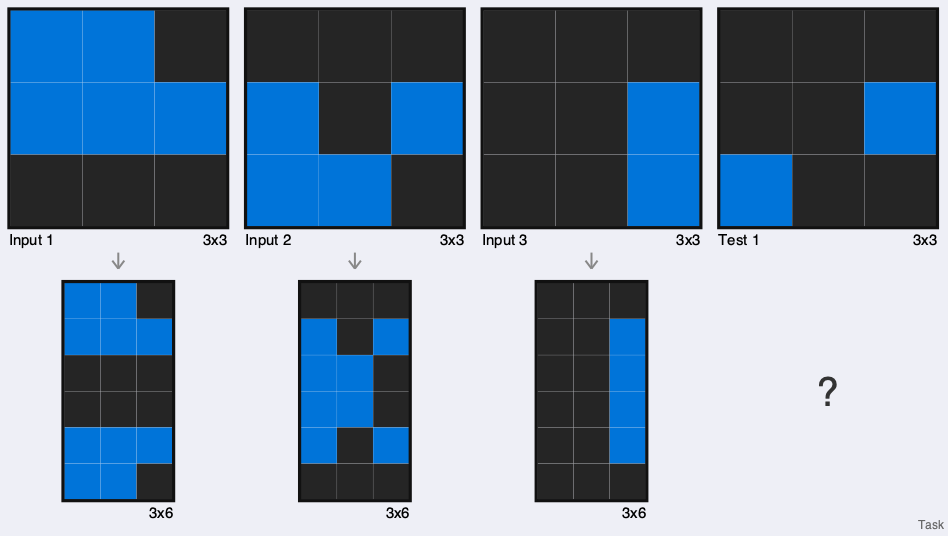 Input 1 3x3
Input 2 3x3
Input 3 3x3
Test 1 3x3
3x6
3x6
3x6
?
Task